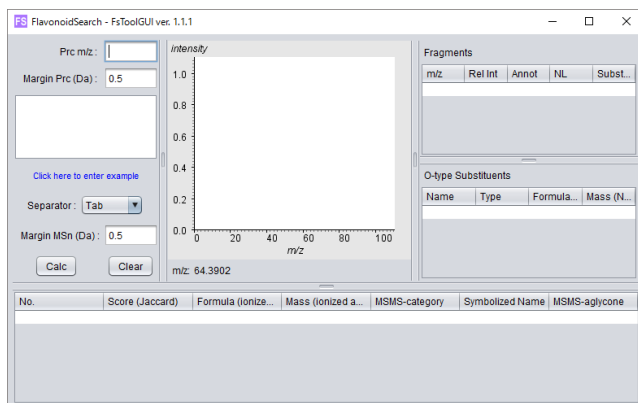 FS FlavonoidSearch - FsToolGUI ver. 1.1.1
Prc m/z :
Margin Prc (Da) : 0.5
Click here to enter example
Separator : Tab
Margin MSn (Da) : 0.5
Calc Clear
intensity
1.0
0.8
0.6
0.4
0.2
0.0
0 20 40 60 80 100
m/z
m/z: 64.3902
Fragments
m/z Rel Int Annot NL Subst...
O-type Substituents
Name Type Formula... Mass (N...
No. Score (Jaccard) Formula (ionize... Mass (ionized a... MSMS-category Symbolized Name MSMS-aglycone